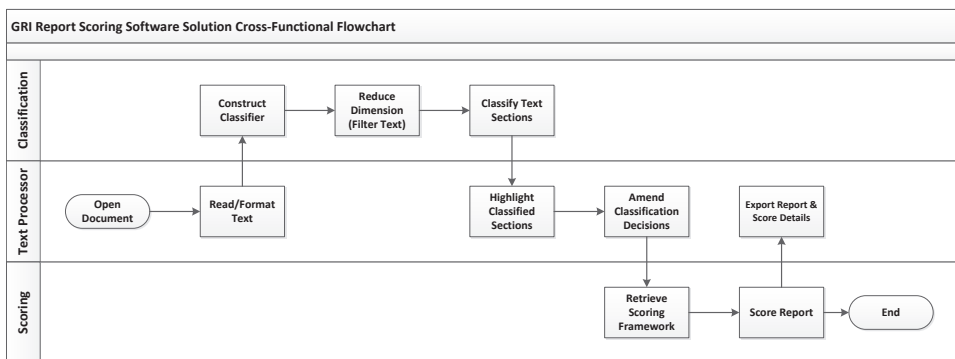 GRI Report Scoring Software Solution Cross-Functional Flowchart
Classification
Construct
Classifier
Reduce
Dimension
(Filter Text)
Classify Text
Sections
Text Processor
Open
Document
Read/Format
Text
Highlight
Classified
Sections
Amend
Classification
Decisions
Export Report &
Score Details
Scoring
Retrieve
Scoring
Framework
Score Report
End